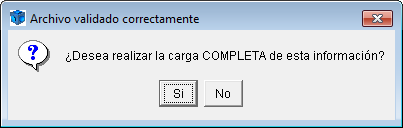 Archivo validado correctamente
¿Desea realizar la carga COMPLETA de esta información?
Si
No